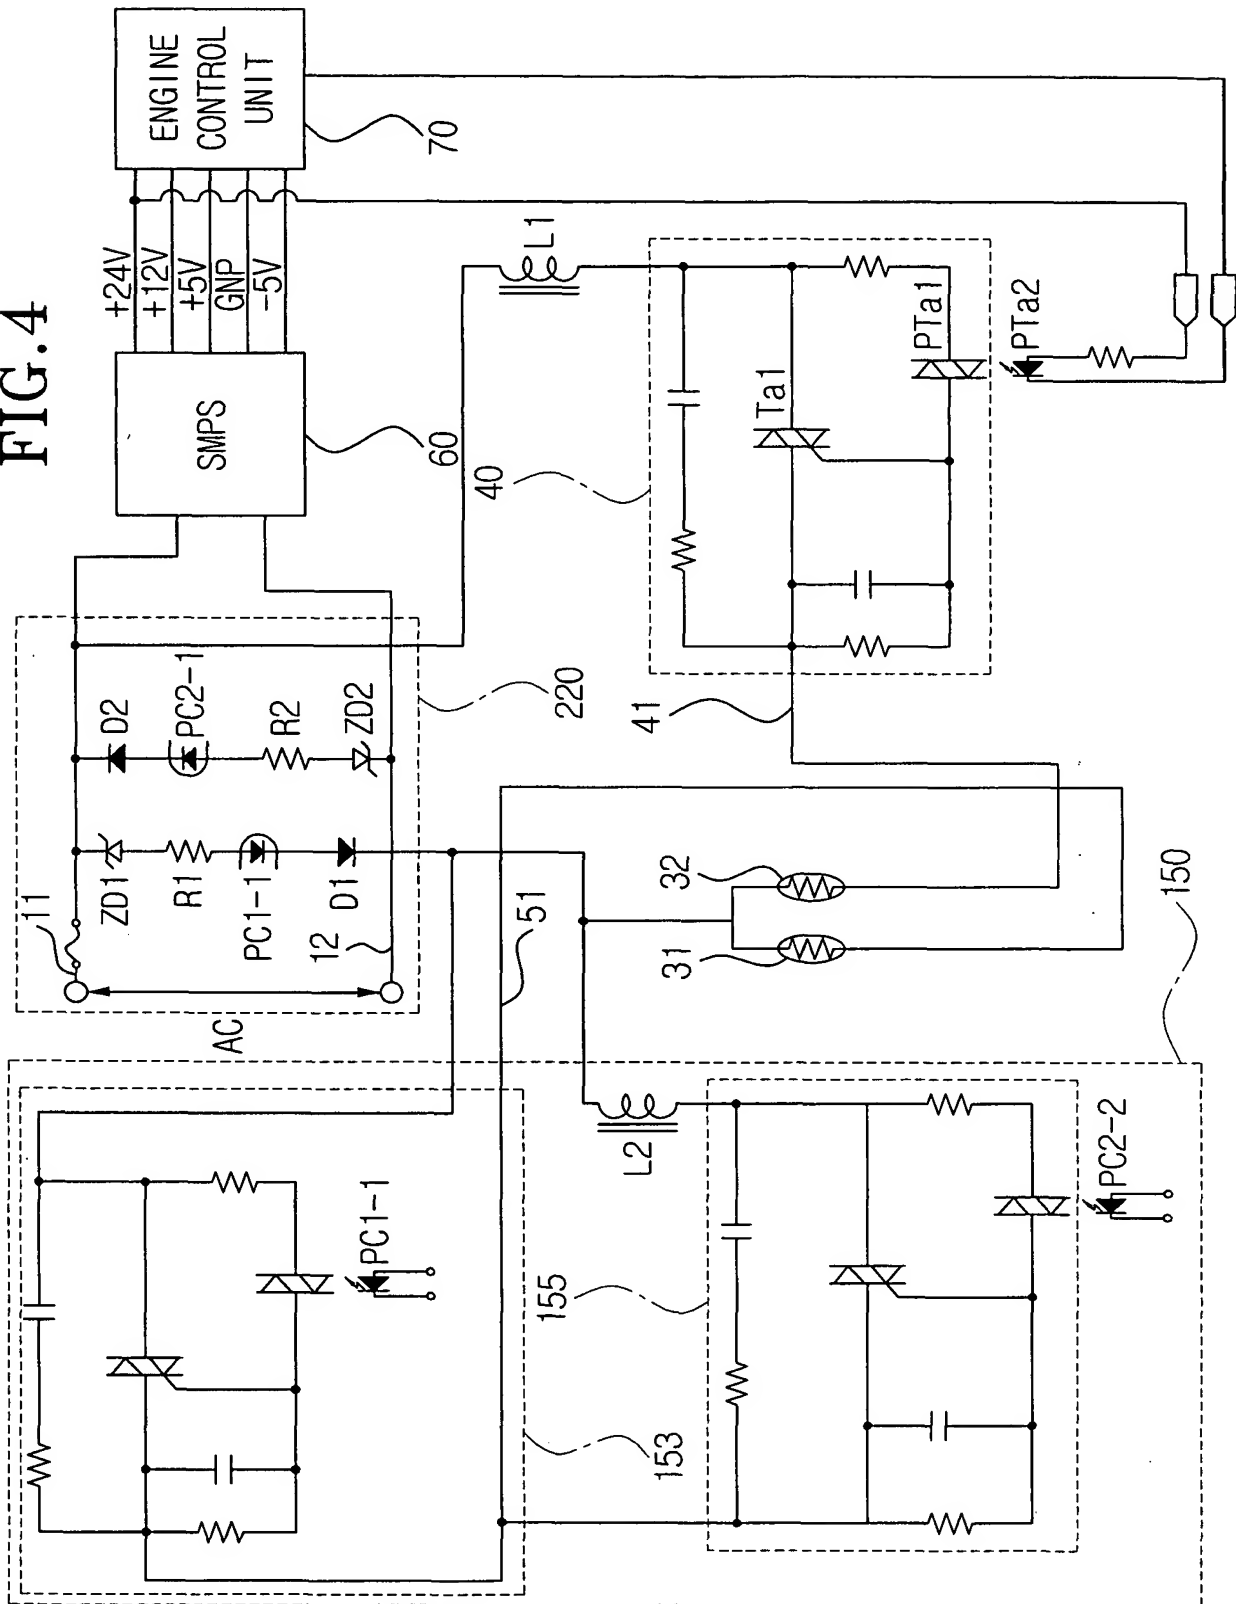 FIG.4
ENGINE
CONTROL
UNIT
70
+24V
+12V
+5V
GNP
-5V
SMPS
60
L1
40
Ta1
PTa1
PTa2
41
220
D2
PC2-1
R2
ZD2
11
ZD1
R1
PC1-1
D1
12
AC
51
32
31
150
L2
PC1-1
153
155
PC2-2